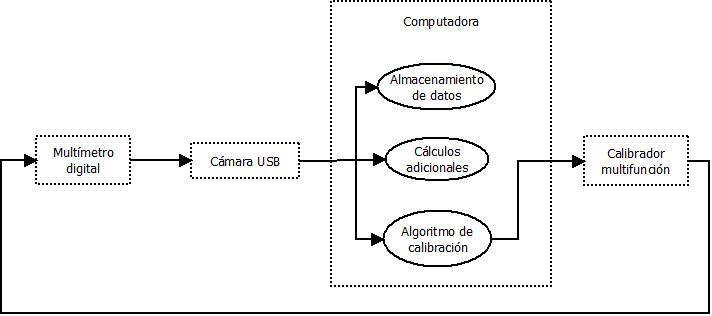 Computadora
Almacenamiento
de datos
Multímetro
digital
Cámara USB
Cálculos
adicionales
Calibrador
multifunción
Algoritmo de
calibración